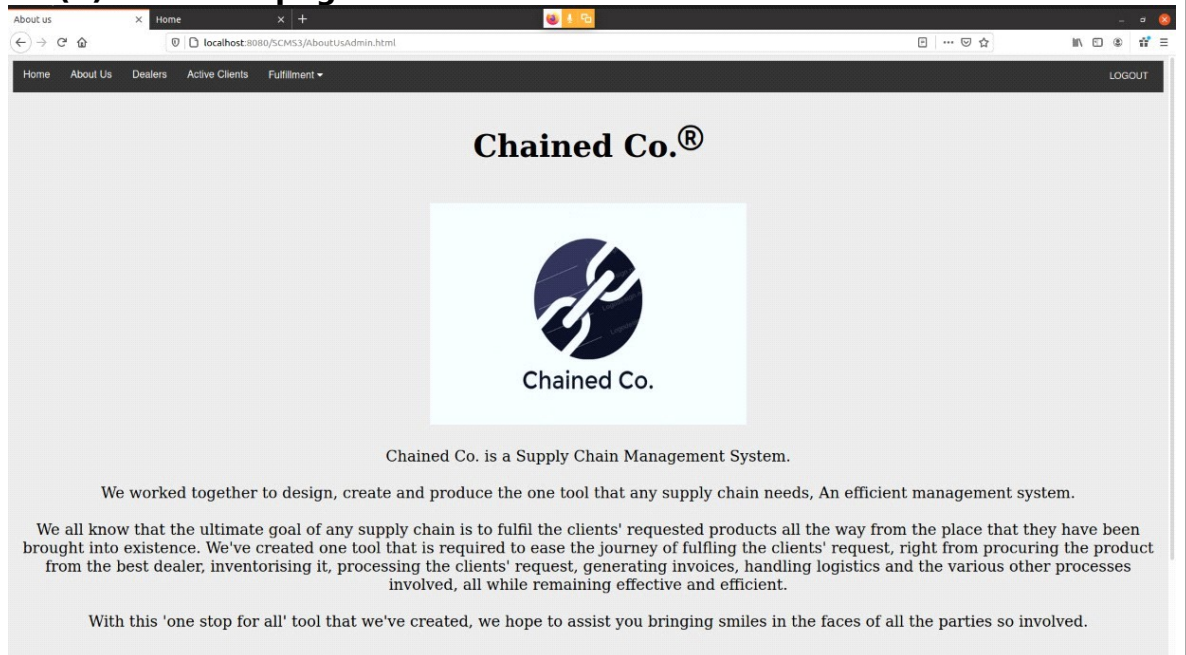 About us
Home
localhost:8080/SCMS3/AboutUsAdmin.html
Home About Us Dealers Active Clients Fulfillment LOGOUT
Chained Co.®
Chained Co.
Chained Co. is a Supply Chain Management System.
We worked together to design, create and produce the one tool that any supply chain needs, An efficient management system.
We all know that the ultimate goal of any supply chain is to fulfil the clients' requested products all the way from the place that they have been
brought into existence. We've created one tool that is required to ease the journey of fulfling the clients' request, right from procuring the product
from the best dealer, inventorising it, processing the clients' request, generating invoices, handling logistics and the various other processes
involved, all while remaining effective and efficient.
With this 'one stop for all' tool that we've created, we hope to assist you bringing smiles in the faces of all the parties so involved.